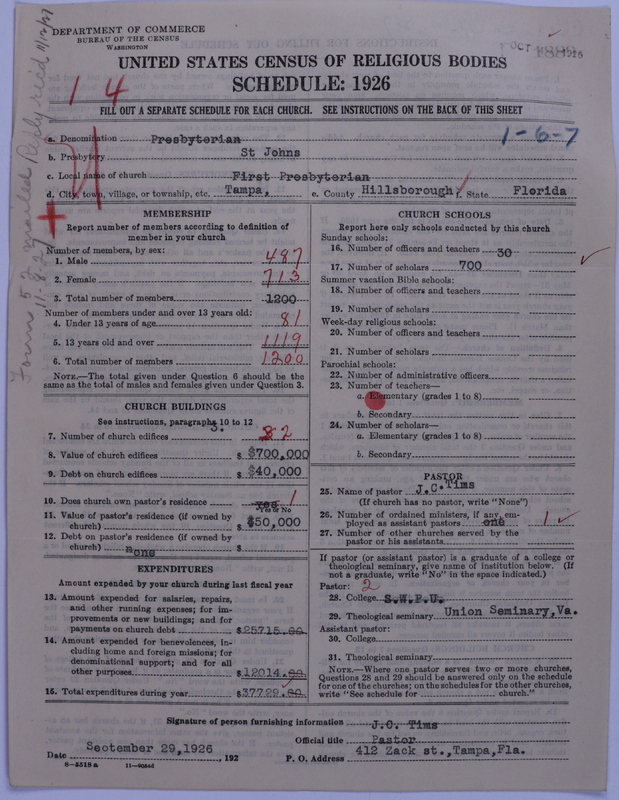 DEPARTMENT OF COMMERCE
BUREAU OF THE CENSUS
WASHINGTON
UNITED STATES CENSUS OF RELIGIOUS BODIES
SCHEDULE: 1926
1 4
FILL OUT A SEPARATE SCHEDULE FOR EACH CHURCH. SEE INSTRUCTIONS ON THE BACK OF THIS SHEET
1-6-7
a. Denomination Presbyterian
b. Presbytery St Johns
c. Local name of church First Presbyterian
d. City, town, village, or township, etc. Tampa, e. County Hillsborough f. State Florida
MEMBERSHIP
Report number of members according to definition of
member in your church
Number of members, by sex:
1. Male 487
2. Female 713
3. Total number of members 1200
Number of members under and over 13 years old:
4. Under 13 years of age 81
5. 13 years old and over 1119
6. Total number of members 1200
NOTE.—The total given under Question 6 should be the
same as the total of males and females given under Question 3.
CHURCH BUILDINGS
See instructions, paragraphs 10 to 12
3.
7. Number of church edifices 2
8. Value of church edifices $ $700,000
9. Debt on church edifices $ $40,000
10. Does church own pastor's residence Yes 1
Yes or No
11. Value of pastor's residence (if owned by
church) $ $50,000
12. Debt on pastor's residence (if owned by
church) none $
EXPENDITURES
Amount expended by your church during last fiscal year
13. Amount expended for salaries, repairs,
and other running expenses; for im-
provements or new buildings; and for
payments on church debt $25715.00
14. Amount expended for benevolences, in-
cluding home and foreign missions; for
denominational support; and for all
other purposes $12014.00
15. Total expenditures during year $37729.00
CHURCH SCHOOLS
Report here only schools conducted by this church
Sunday schools:
16. Number of officers and teachers 30
17. Number of scholars 700
Summer vacation Bible schools:
18. Number of officers and teachers
19. Number of scholars
Week-day religious schools:
20. Number of officers and teachers
21. Number of scholars
Parochial schools:
22. Number of administrative officers
23. Number of teachers—
a. Elementary (grades 1 to 8)
b. Secondary
24. Number of scholars—
a. Elementary (grades 1 to 8)
b. Secondary
PASTOR
25. Name of pastor J.C.Tims
(If church has no pastor, write "None")
26. Number of ordained ministers, if any, em-
ployed as assistant pastors one 1
27. Number of other churches served by the
pastor or his assistants
If pastor (or assistant pastor) is a graduate of a college or
theological seminary, give name of institution below. (If
not a graduate, write "No" in the space indicated.)
Pastor: 2
28. College S.W.P.U.
29. Theological seminary Union Seminary,Va.
Assistant pastor:
30. College
31. Theological seminary
NOTE.—Where one pastor serves two or more churches,
Questions 28 and 29 should be answered only on the schedule
for one of the churches; on the schedules for the other churches,
write "See schedule for church."
Signature of person furnishing information J.C. Tims
Official title Pastor
Date September 29,1926, 192 P. O. Address 412 Zack st.,Tampa,Fla.
8-5318a 11-9054d